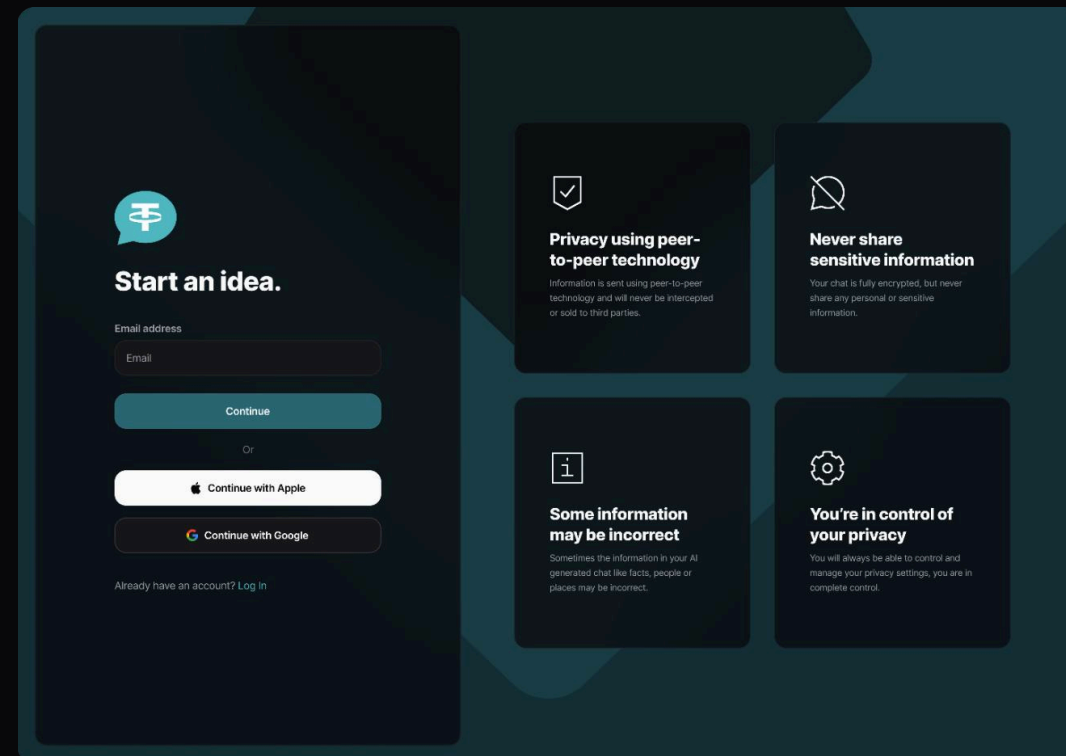 Start an idea.
Email address
Email
Continue
Or
Continue with Apple
Continue with Google
Already have an account? Log In
Privacy using peer-
to-peer technology
Information is sent using peer-to-peer
technology and will never be intercepted
or sold to third parties.
Never share
sensitive information
Your chat is fully encrypted, but never
share any personal or sensitive
information.
Some information
may be incorrect
Sometimes the information in your AI
generated chat like facts, people or
places may be incorrect.
You’re in control of
your privacy
You will always be able to control and
manage your privacy settings, you are in
complete control.